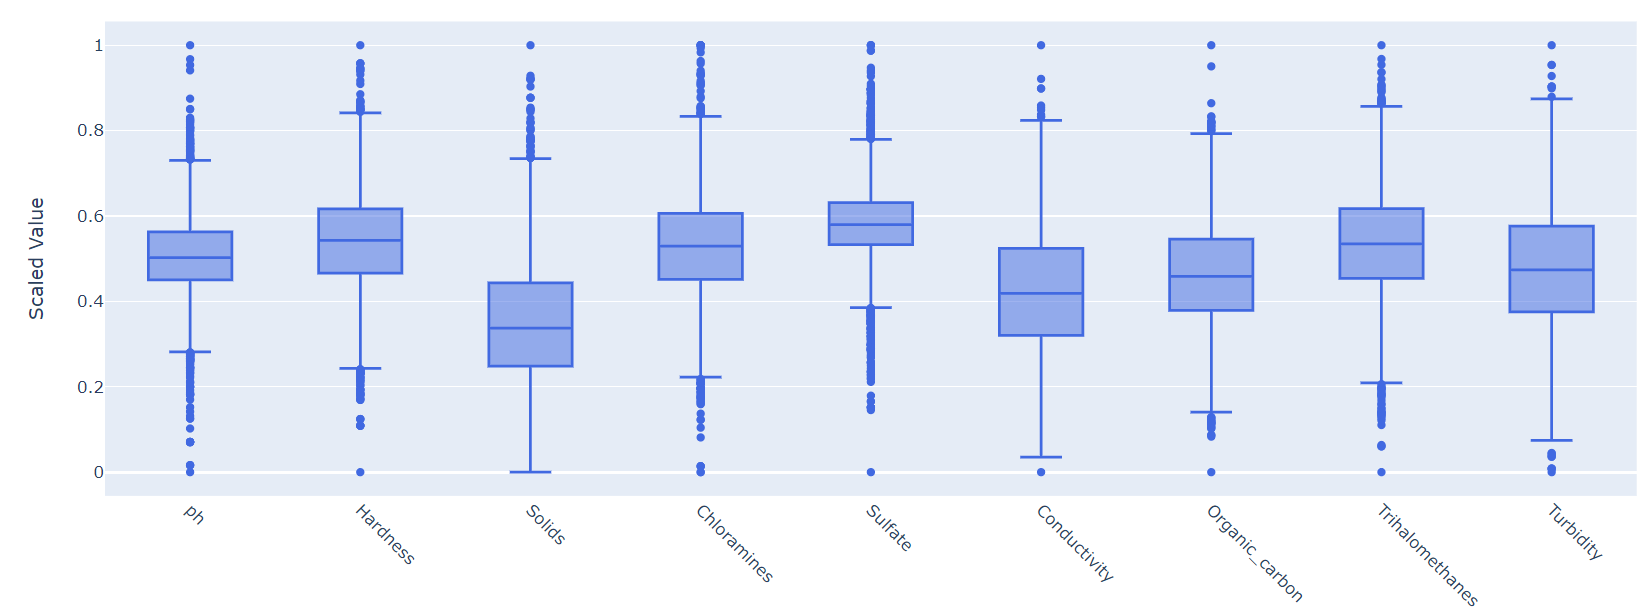 Scaled Value
1
0.8
0.6
0.4
0.2
0
ph
Hardness
Solids
Chloramines
Sulfate
Conductivity
Organic_carbon
Trihalomethanes
Turbidity